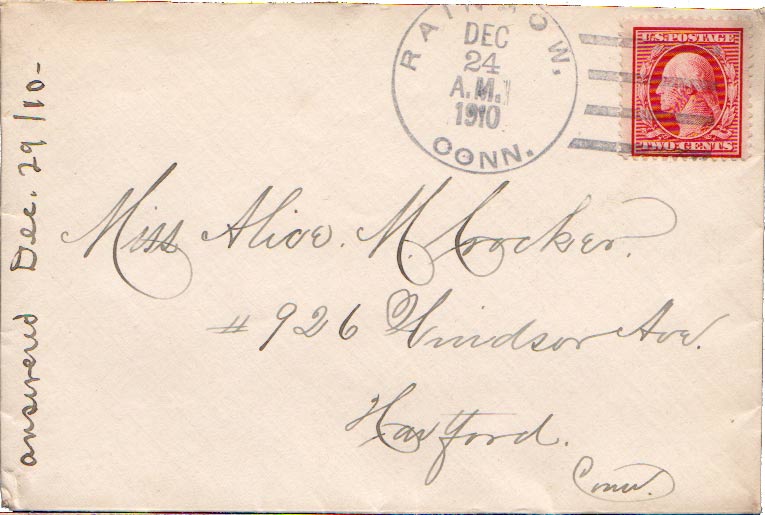 RAINBOW,
DEC
24
A.M.
1910
CONN.
U.S. POSTAGE
TWO CENTS
Miss Alice. M. Crocker.
# 926 Windsor Ave.
Hartford.
Conn.
answered Dec. 29/10-